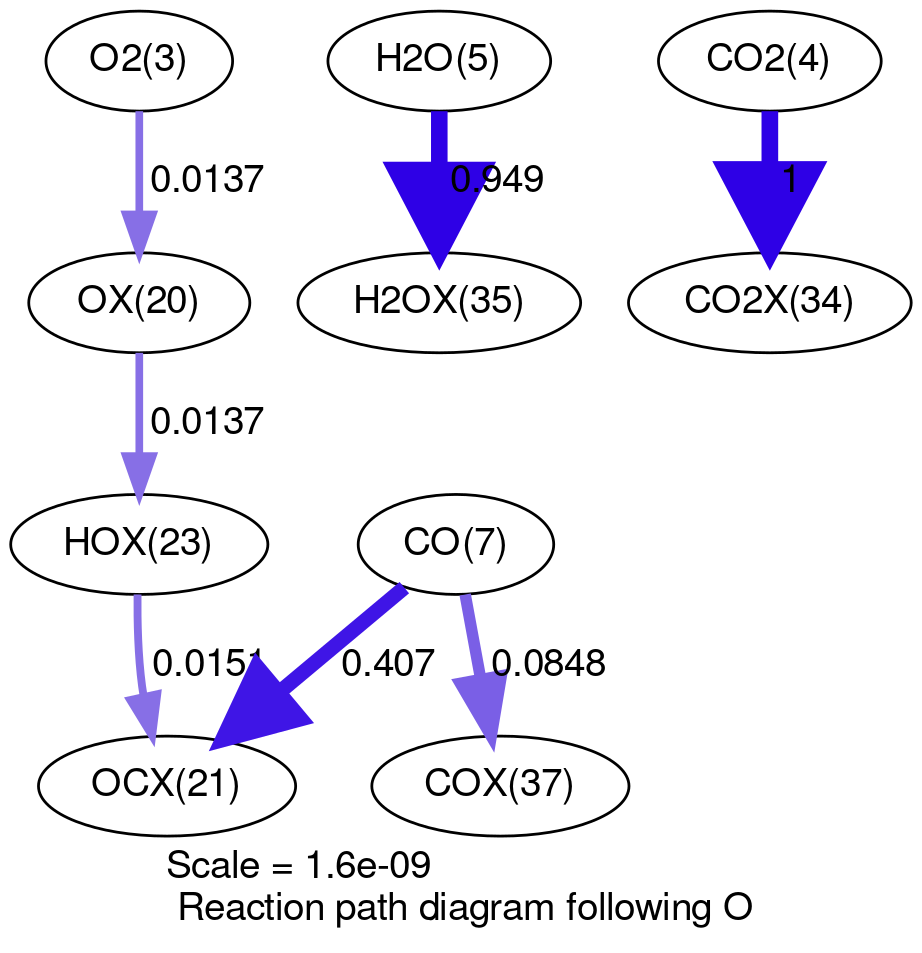 O2(3)
H2O(5)
CO2(4)
0.0137
0.949
1
OX(20)
H2OX(35)
CO2X(34)
0.0137
HOX(23)
CO(7)
0.0151
0.407
0.0848
OCX(21)
COX(37)
Scale = 1.6e-09
Reaction path diagram following O